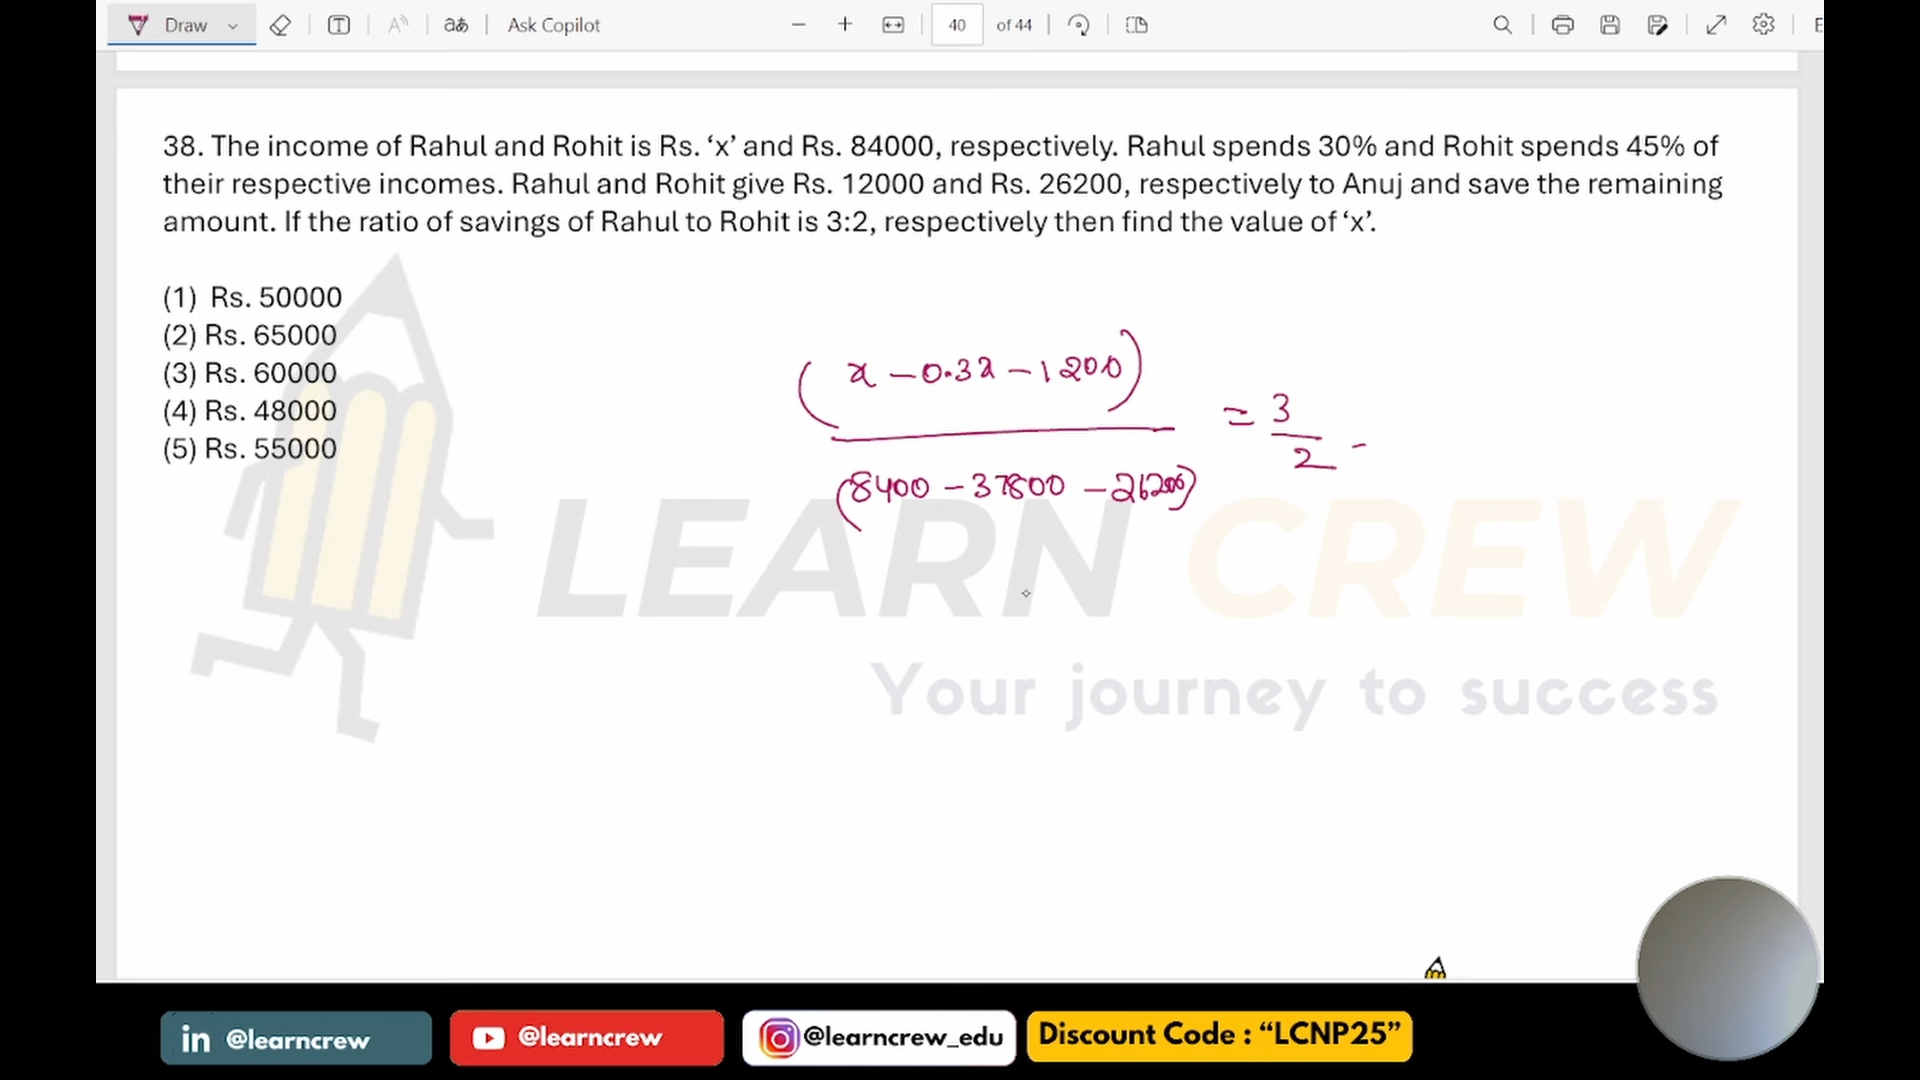 Draw
aあ
Ask Copilot
40 of 44
38. The income of Rahul and Rohit is Rs. ‘x’ and Rs. 84000, respectively. Rahul spends 30% and Rohit spends 45% of
their respective incomes. Rahul and Rohit give Rs. 12000 and Rs. 26200, respectively to Anuj and save the remaining
amount. If the ratio of savings of Rahul to Rohit is 3:2, respectively then find the value of ‘x’.
(1) Rs. 50000
(2) Rs. 65000
(3) Rs. 60000
(4) Rs. 48000
(5) Rs. 55000
(x - 0.3x - 1200)
= 3
2 -
(8400 - 37800 - 26200)
LEARN CREW
Your journey to success
in @learncrew
@learncrew
@learncrew_edu
Discount Code : “LCNP25”